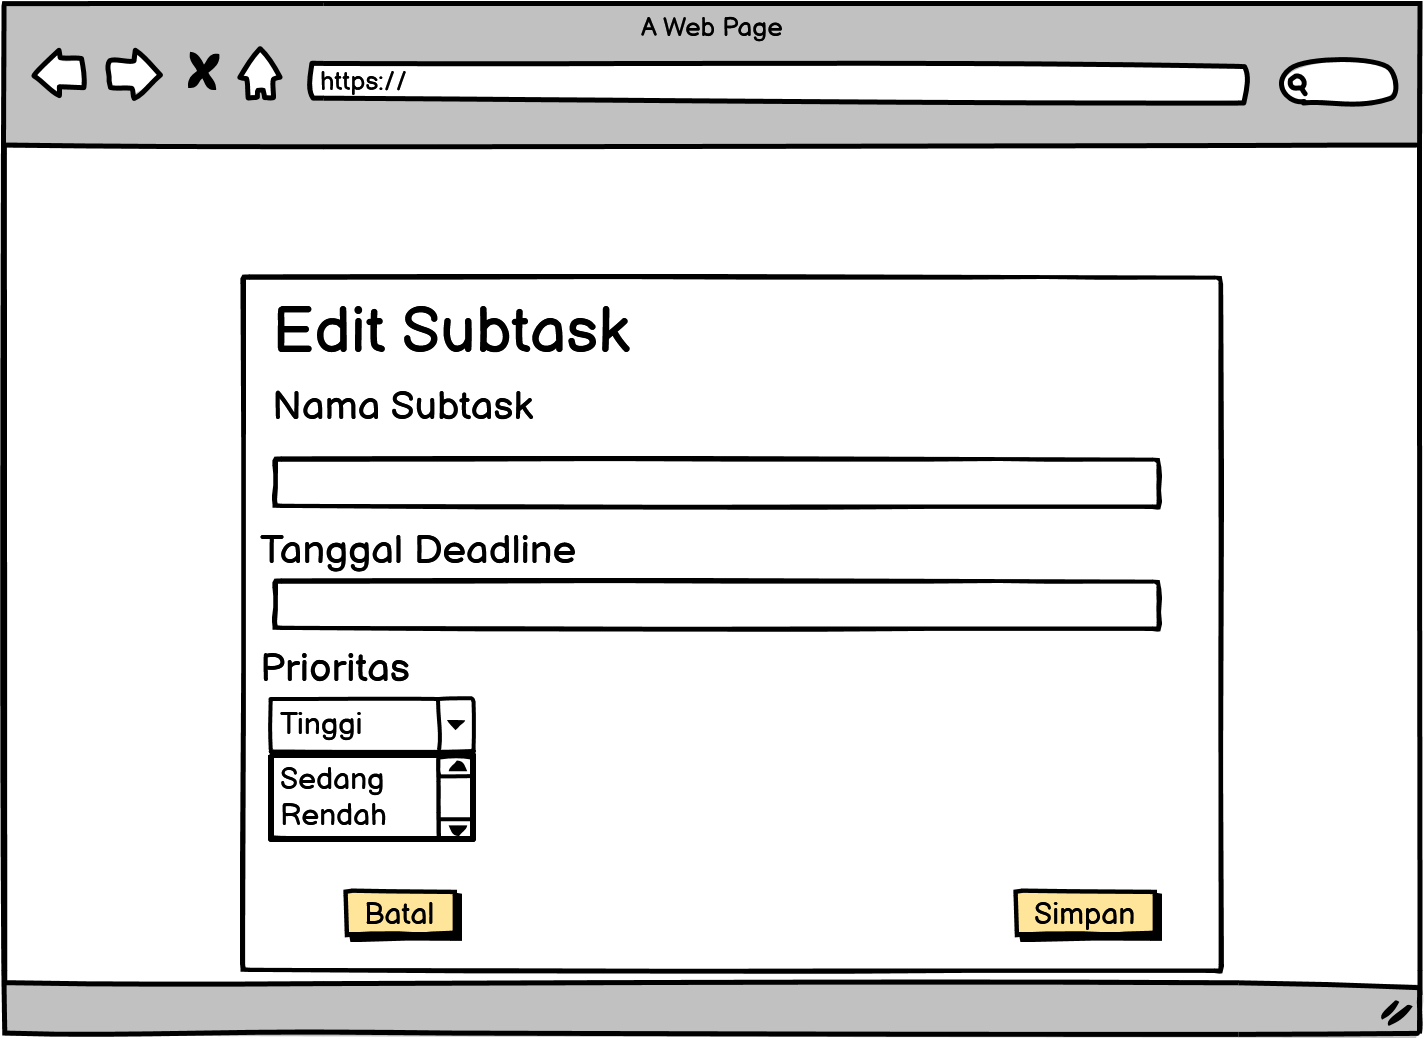 A Web Page
https://
Edit Subtask
Nama Subtask
Tanggal Deadline
Prioritas
Tinggi
Sedang
Rendah
Batal
Simpan